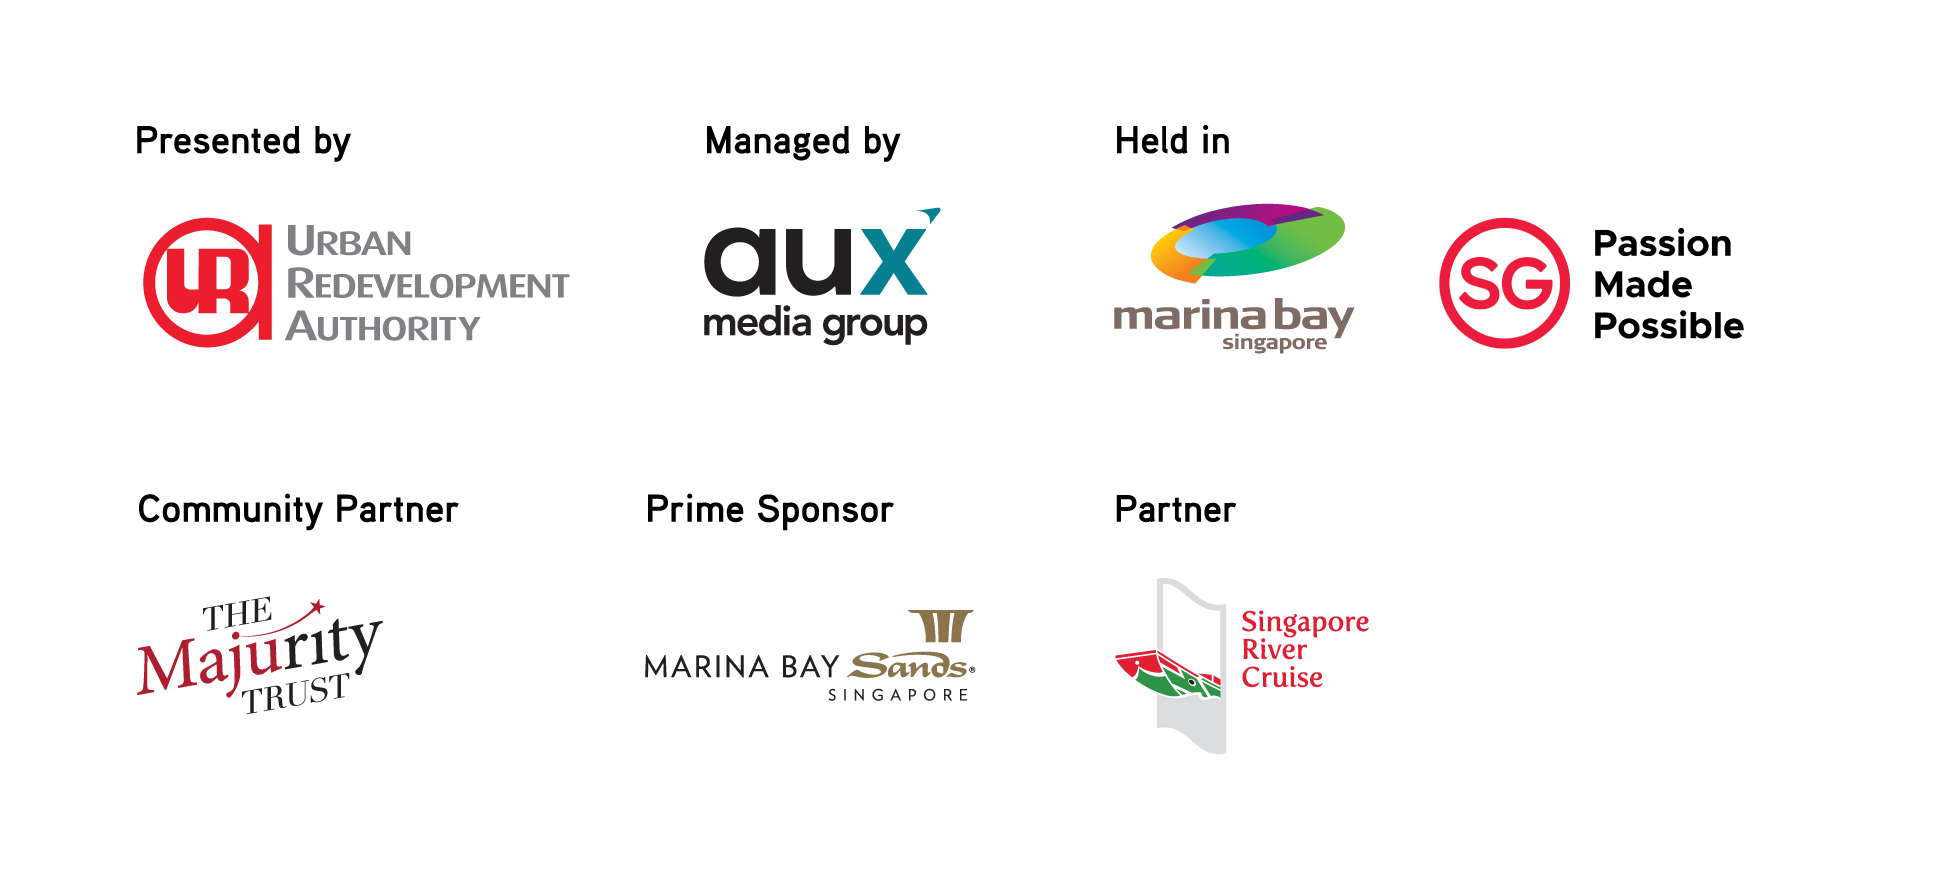 Presented by
Managed by
Held in
UR a
URBAN
REDEVELOPMENT
AUTHORITY
aux
media group
marina bay
singapore
SG
Passion
Made
Possible
Community Partner
Prime Sponsor
Partner
THE
Majurity
TRUST
MARINA BAY Sands®
SINGAPORE
Singapore
River
Cruise